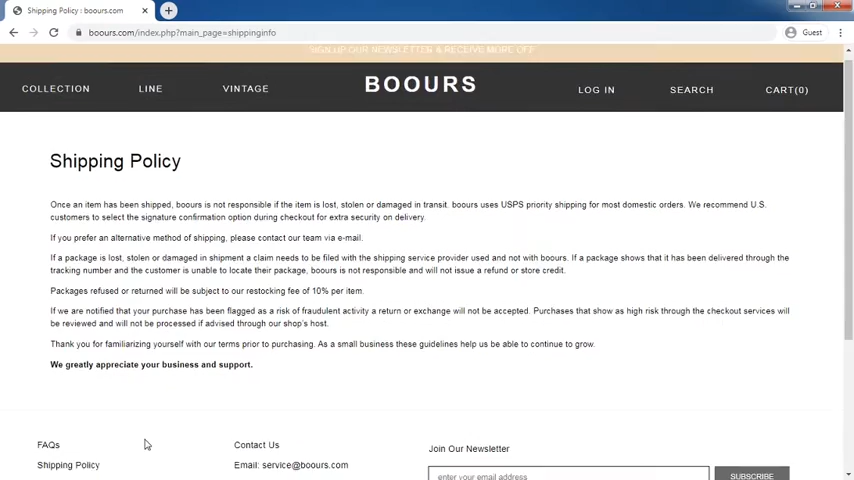 Shipping Policy : boours.com
boours.com/index.php?main_page=shippinginfo
Guest
SIGN UP OUR NEWSLETTER & RECEIVE MORE OFF
COLLECTION LINE VINTAGE BOOURS LOG IN SEARCH CART(0)
Shipping Policy
Once an item has been shipped, boours is not responsible if the item is lost, stolen or damaged in transit. boours uses USPS priority shipping for most domestic orders. We recommend U.S.
customers to select the signature confirmation option during checkout for extra security on delivery.
If you prefer an alternative method of shipping, please contact our team via e-mail.
If a package is lost, stolen or damaged in shipment a claim needs to be filed with the shipping service provider used and not with boours. If a package shows that it has been delivered through the
tracking number and the customer is unable to locate their package, boours is not responsible and will not issue a refund or store credit.
Packages refused or returned will be subject to our restocking fee of 10% per item.
If we are notified that your purchase has been flagged as a risk of fraudulent activity a return or exchange will not be accepted. Purchases that show as high risk through the checkout services will
be reviewed and will not be processed if advised through our shop's host.
Thank you for familiarizing yourself with our terms prior to purchasing. As a small business these guidelines help us be able to continue to grow.
We greatly appreciate your business and support.
FAQs Contact Us Join Our Newsletter
Shipping Policy Email: service@boours.com
enter your email address SUBSCRIBE